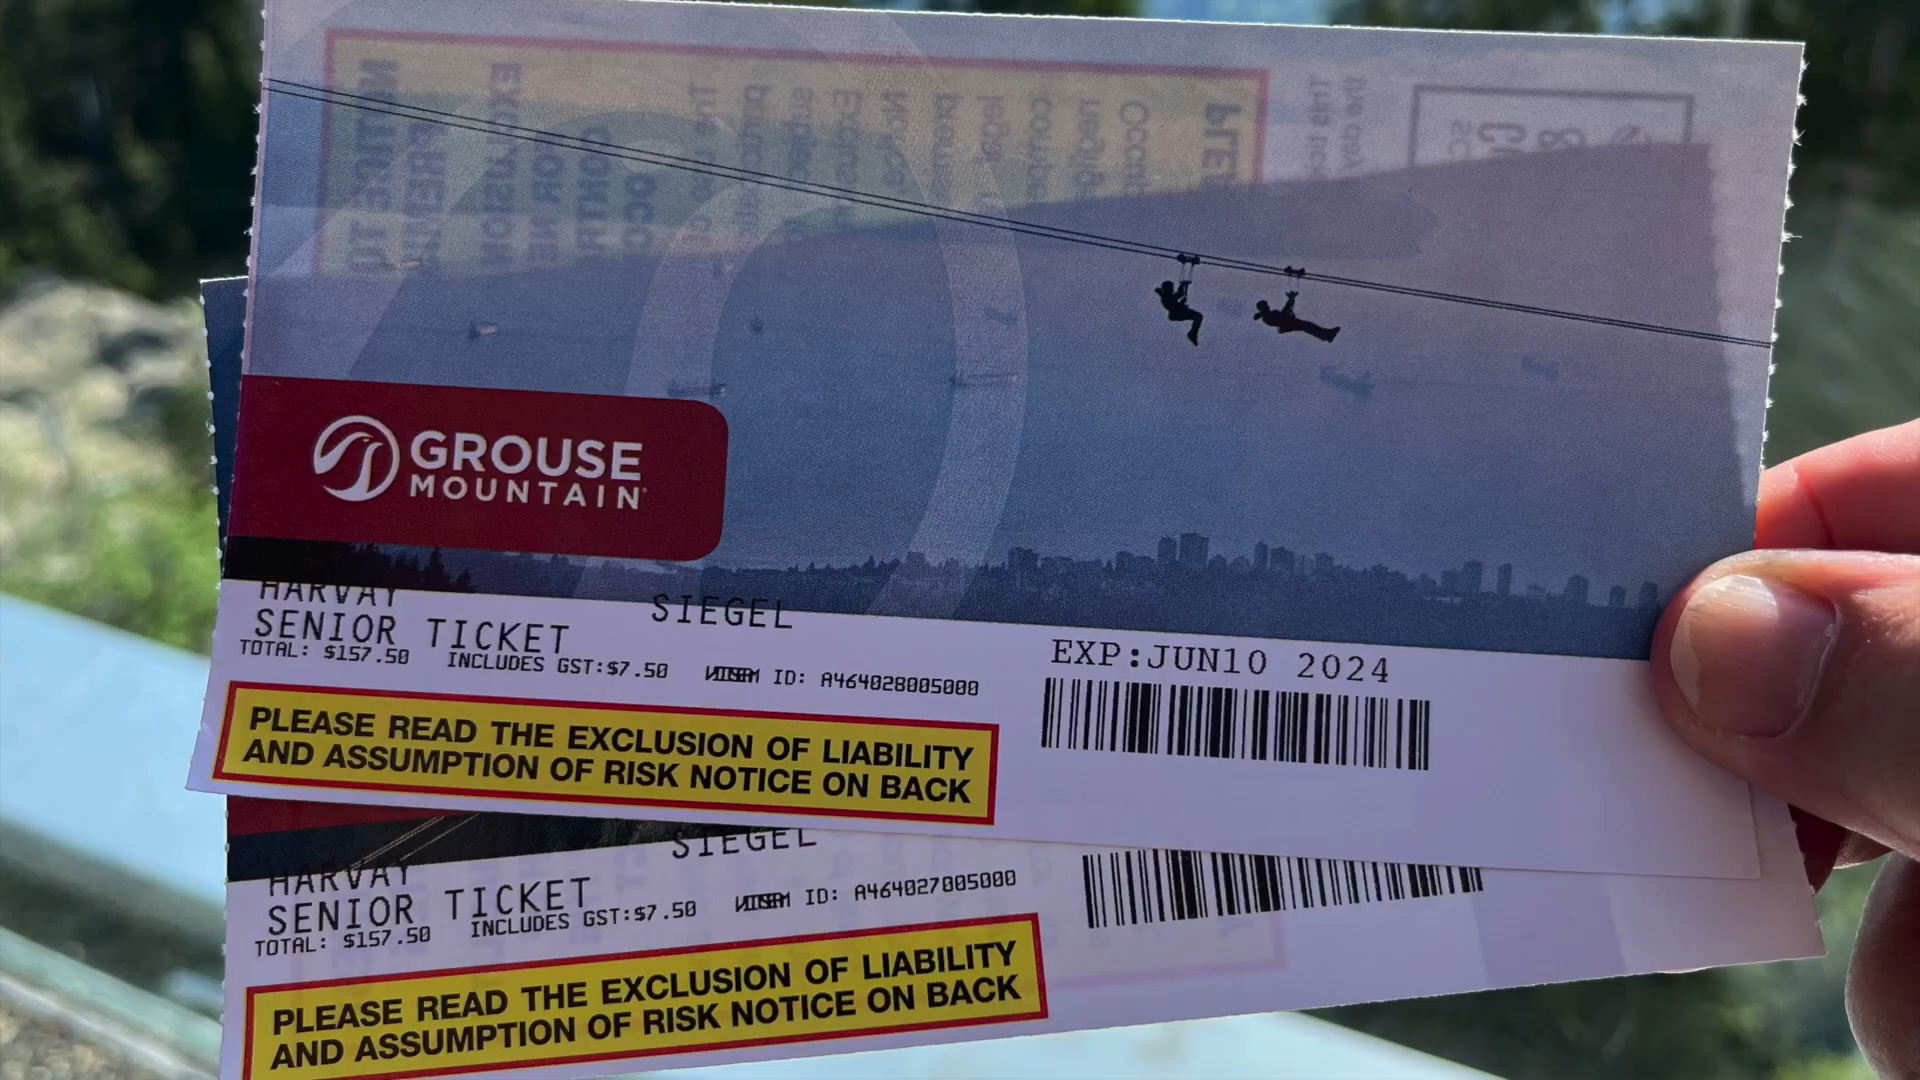 GROUSE
MOUNTAIN
HARVAY SIEGEL
SENIOR TICKET
TOTAL: $157.50 INCLUDES GST:$7.50 ID: A464028005000
EXP:JUN10 2024
PLEASE READ THE EXCLUSION OF LIABILITY
AND ASSUMPTION OF RISK NOTICE ON BACK
HARVAY SIEGEL
SENIOR TICKET
TOTAL: $157.50 INCLUDES GST:$7.50 ID: A464027005000
PLEASE READ THE EXCLUSION OF LIABILITY
AND ASSUMPTION OF RISK NOTICE ON BACK